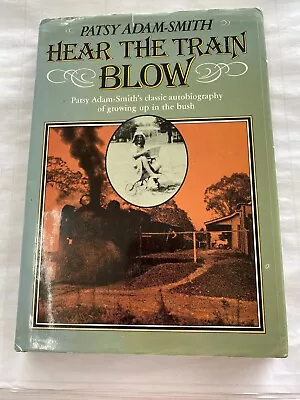 PATSY ADAM-SMITH
HEAR THE TRAIN
BLOW
Patsy Adam-Smith's classic autobiography
of growing up in the bush